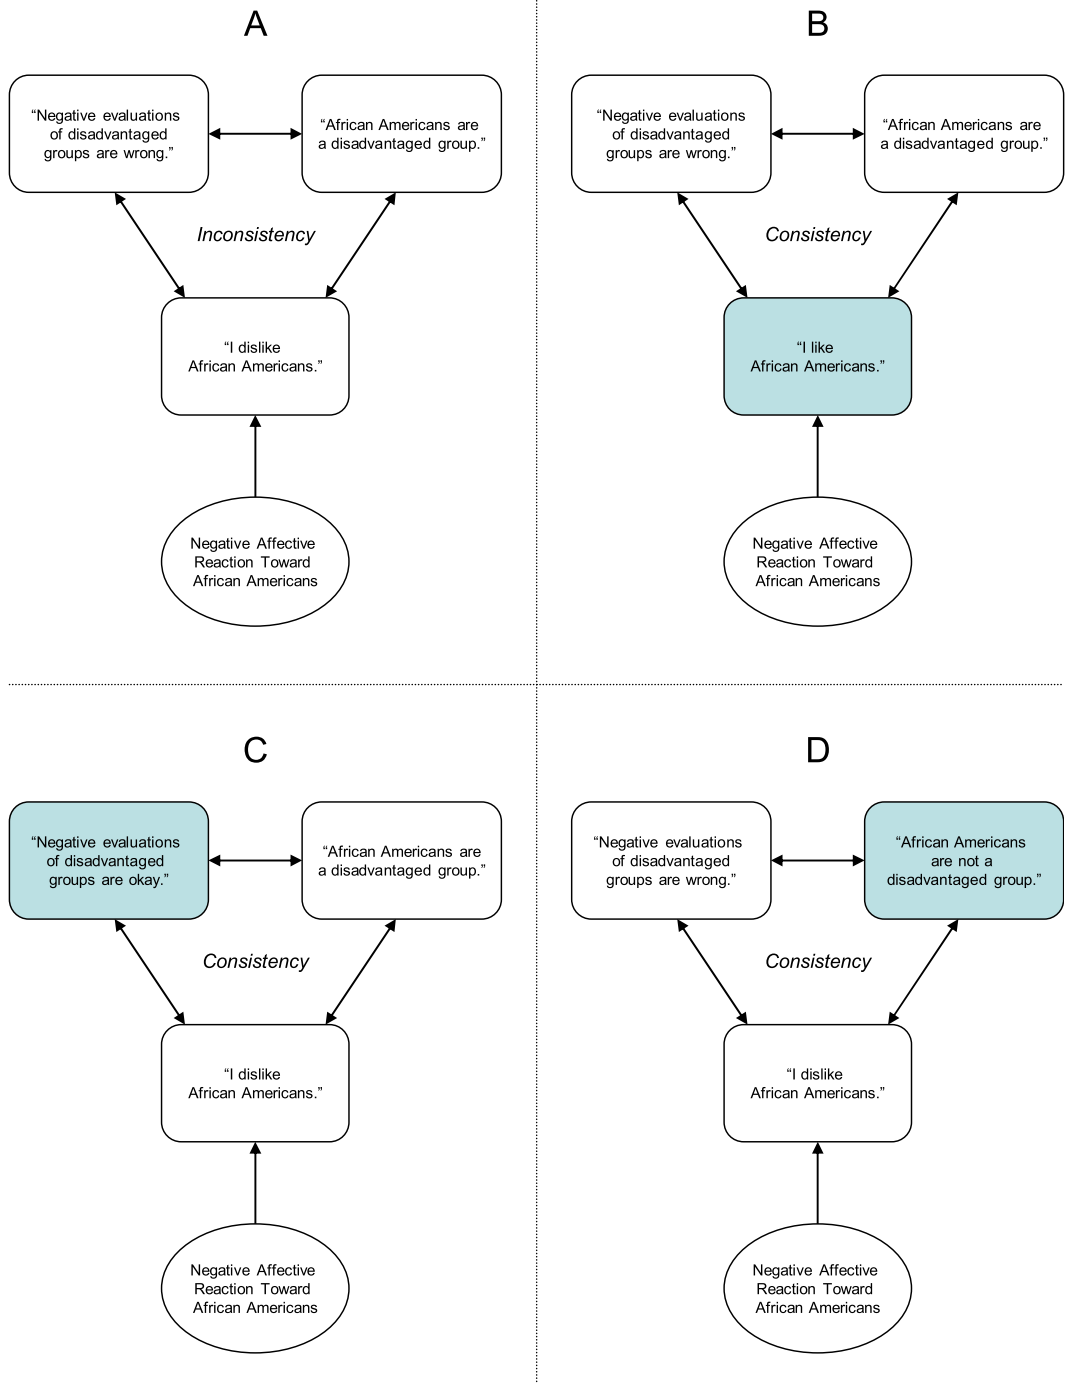 A
“Negative evaluations
of disadvantaged
groups are wrong.”
“African Americans are
a disadvantaged group.”
Inconsistency
“I dislike
African Americans.”
Negative Affective
Reaction Toward
African Americans
B
“Negative evaluations
of disadvantaged
groups are wrong.”
“African Americans are
a disadvantaged group.”
Consistency
“I like
African Americans.”
Negative Affective
Reaction Toward
African Americans
C
“Negative evaluations
of disadvantaged
groups are okay.”
“African Americans are
a disadvantaged group.”
Consistency
“I dislike
African Americans.”
Negative Affective
Reaction Toward
African Americans
D
“Negative evaluations
of disadvantaged
groups are wrong.”
“African Americans
are not a
disadvantaged group.”
Consistency
“I dislike
African Americans.”
Negative Affective
Reaction Toward
African Americans